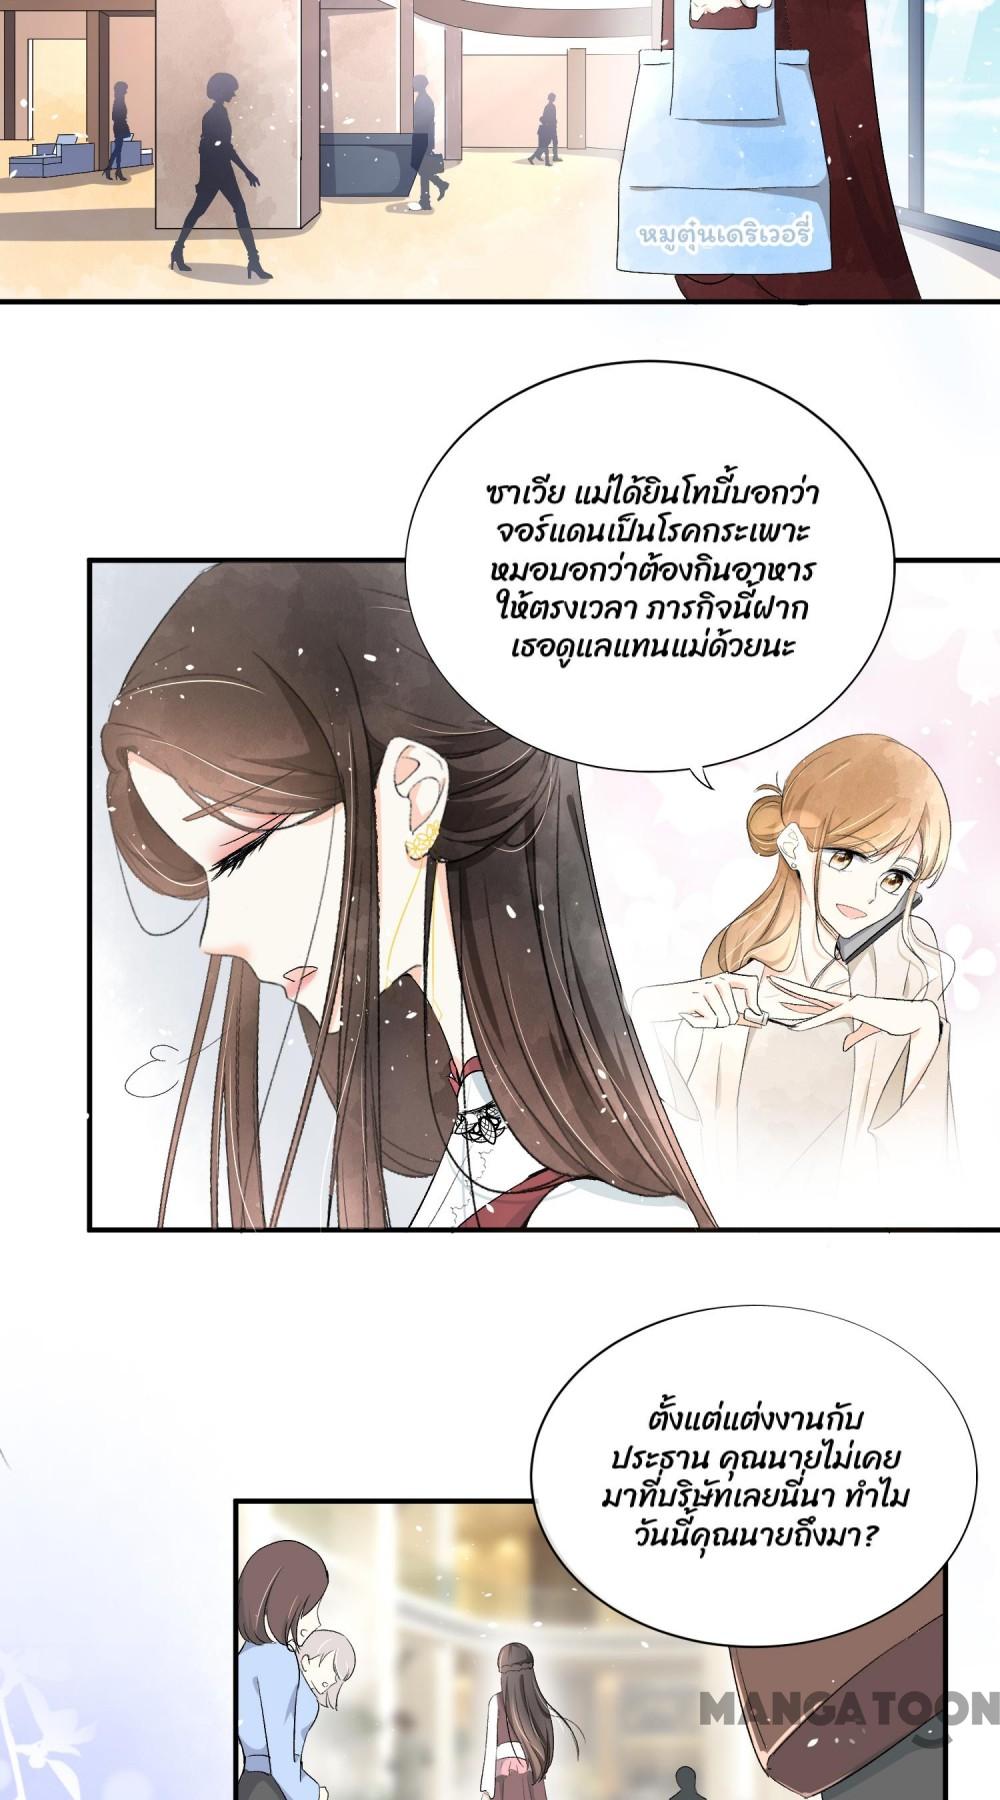 หมูตุ๋นเดริเวอรี่
ซาเวีย แม่ได้ยินโทบี้บอกว่า
จอร์แดนเป็นโรคกระเพาะ
หมอบอกว่าต้องกินอาหาร
ให้ตรงเวลา ภารกิจนี้ฝาก
เธอดูแลแทนแม่ด้วยนะ
ตั้งแต่แต่งงานกับ
ประธาน คุณนายไม่เคย
มาที่บริษัทเลยนี่นา ทำไม
วันนี้คุณนายถึงมา?
MANGATOON